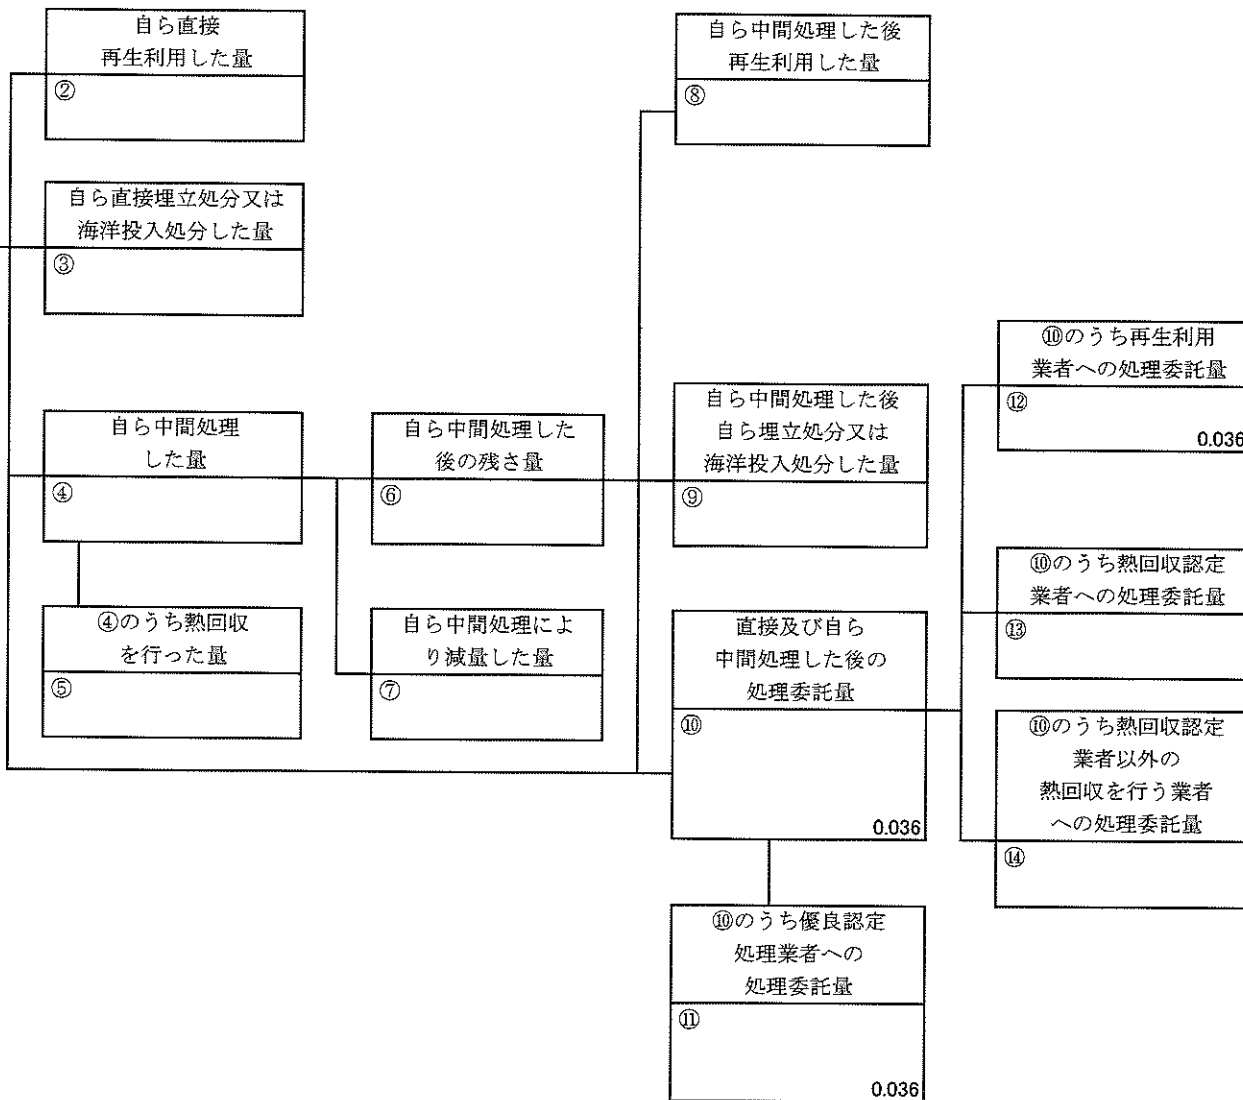 自ら直接
再生利用した量
②
自ら中間処理した後
再生利用した量
⑧
自ら直接埋立処分又は
海洋投入処分した量
③
⑩のうち再生利用
業者への処理委託量
⑫
0.036
自ら中間処理
した量
④
自ら中間処理した
後の残さ量
⑥
自ら中間処理した後
自ら埋立処分又は
海洋投入処分した量
⑨
⑩のうち熱回収認定
業者への処理委託量
⑬
④のうち熱回収
を行った量
⑤
自ら中間処理によ
り減量した量
⑦
直接及び自ら
中間処理した後の
処理委託量
⑩
0.036
⑩のうち熱回収認定
業者以外の
熱回収を行う業者
への処理委託量
⑭
⑩のうち優良認定
処理業者への
処理委託量
⑪
0.036